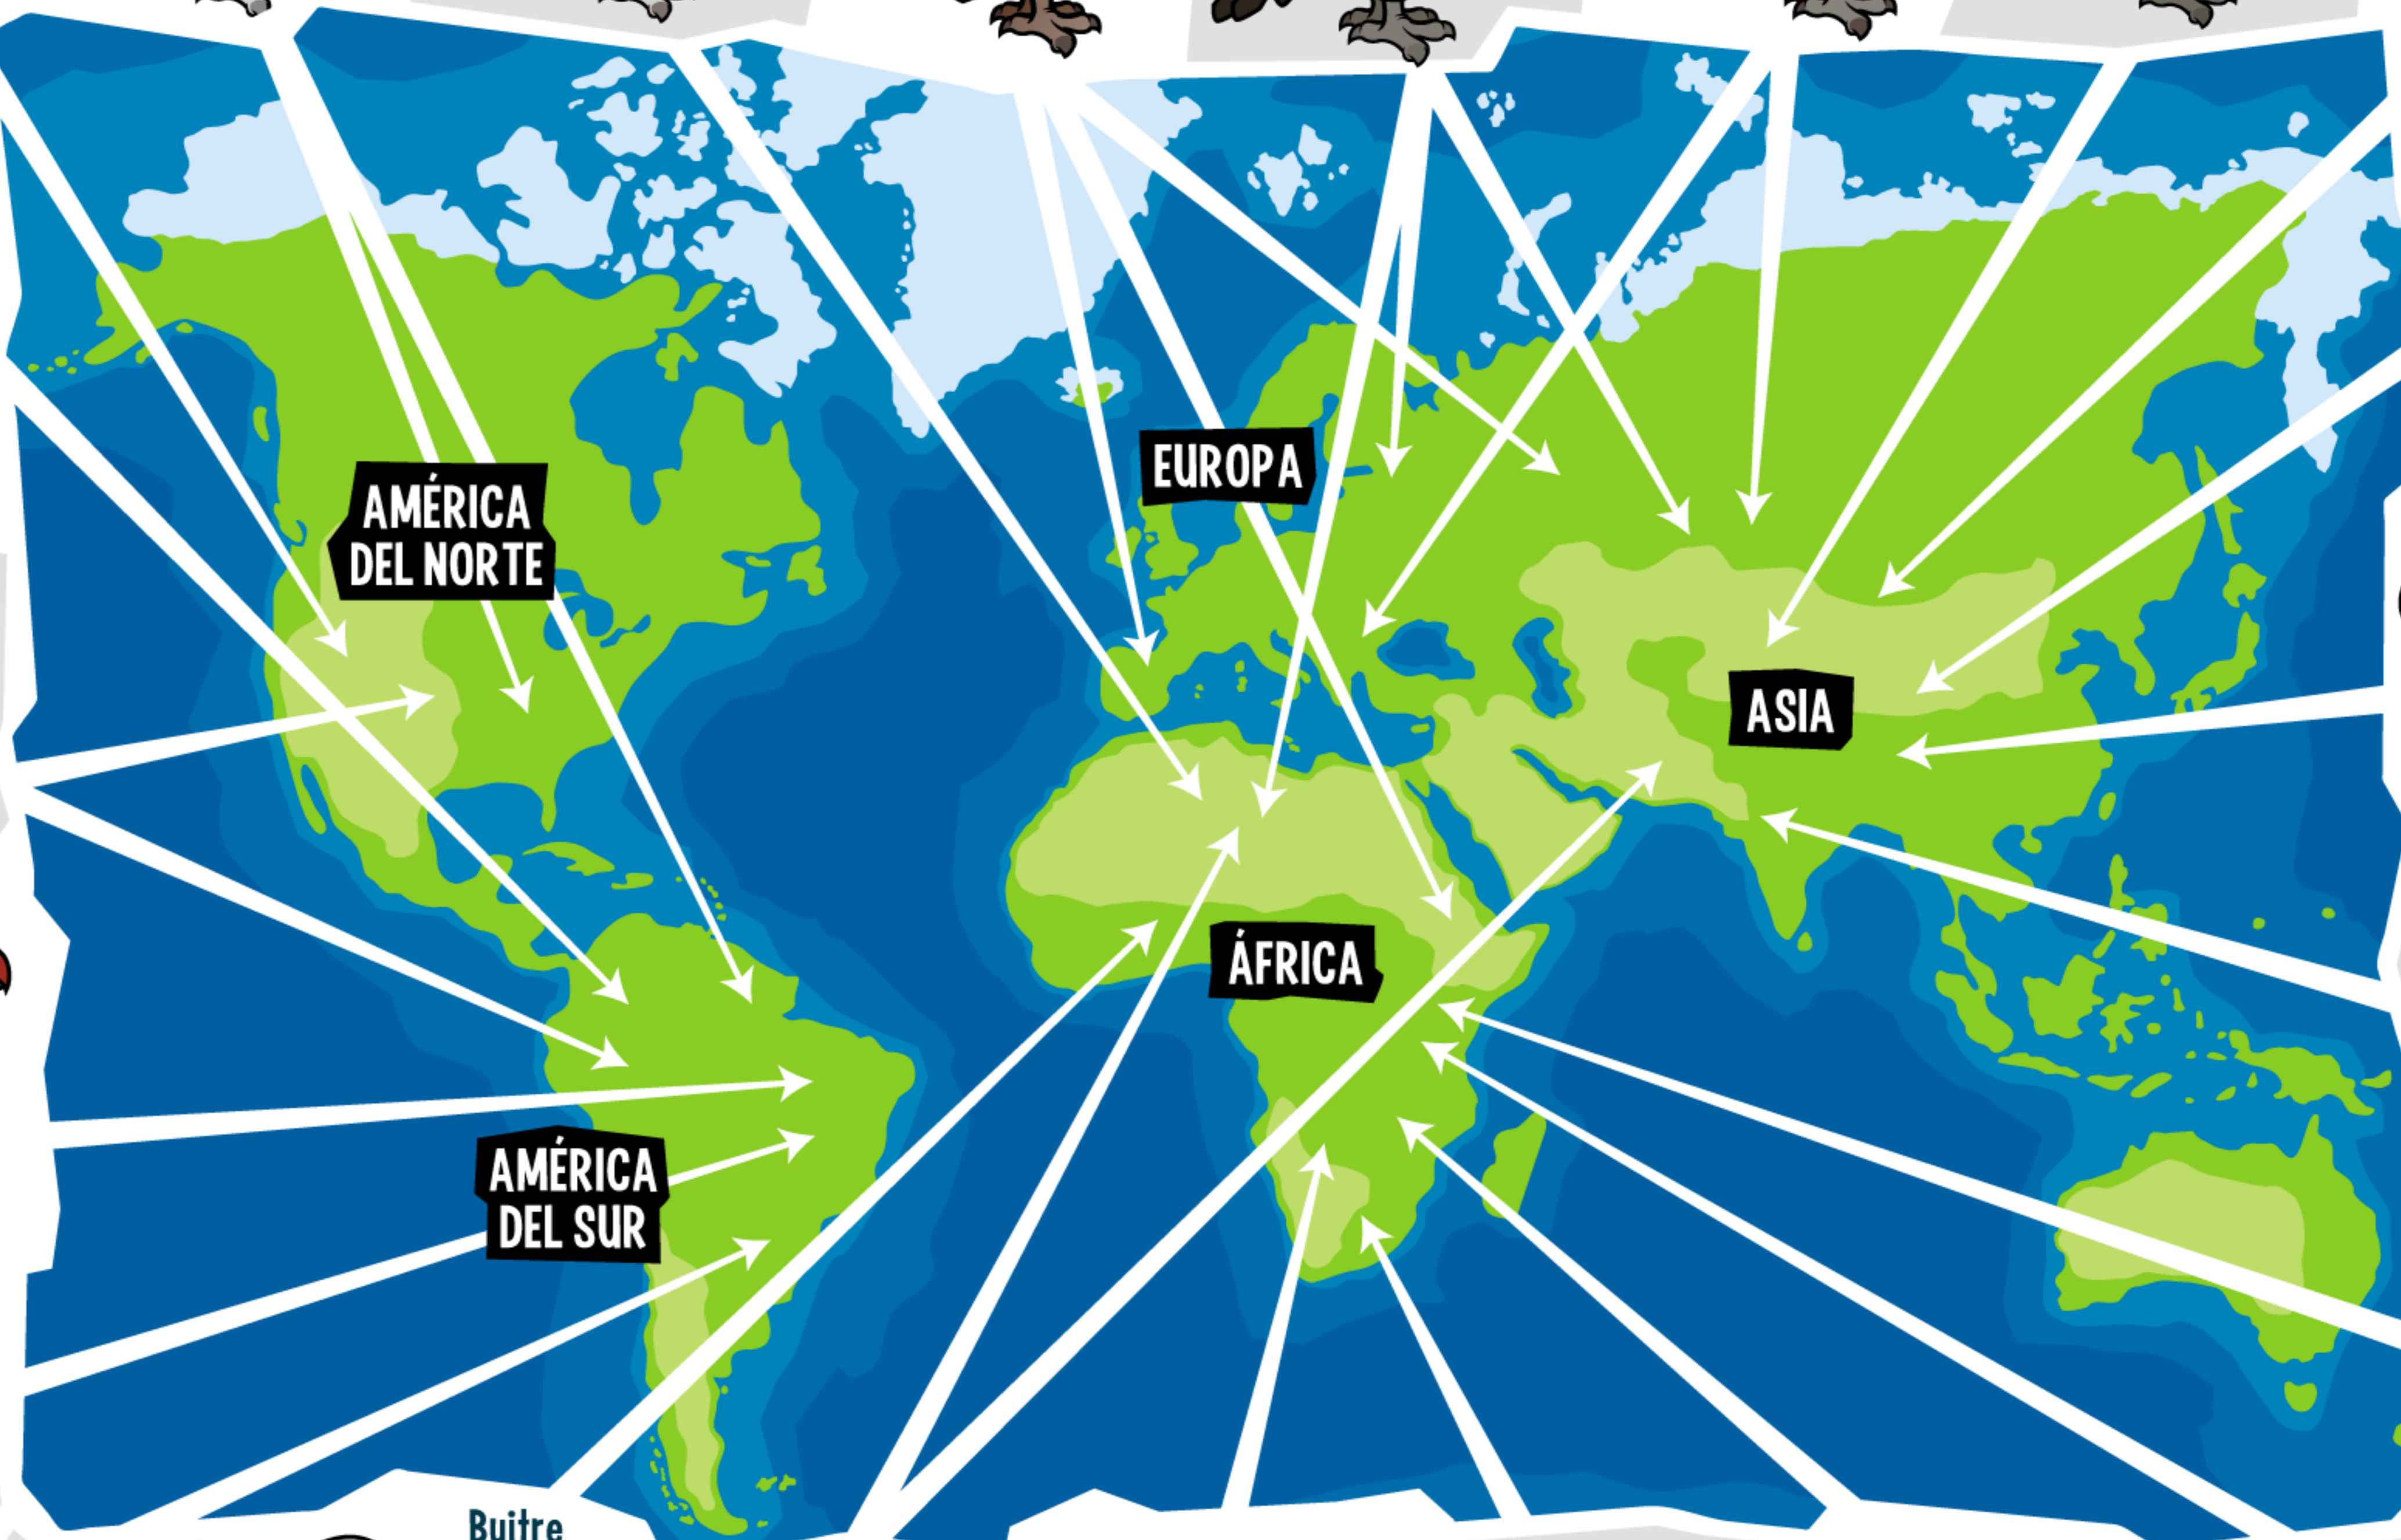 EUROPA
AMÉRICA
DEL NORTE
ASIA
ÁFRICA
AMÉRICA
DEL SUR
Buitre